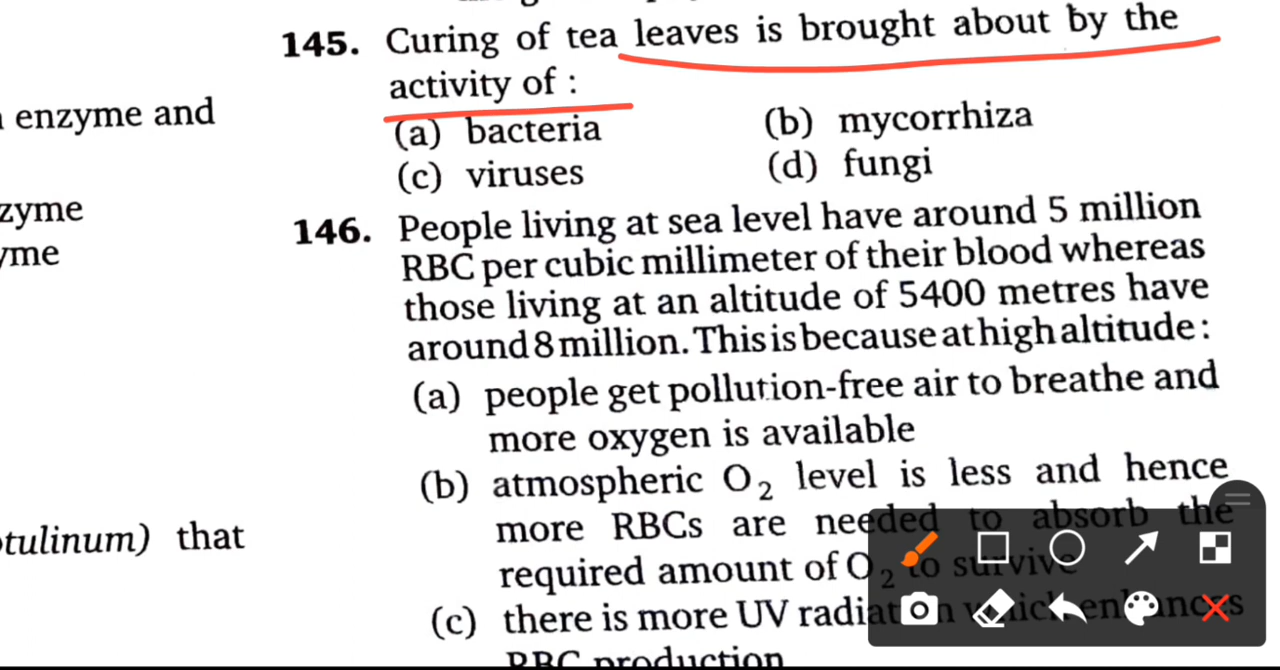 enzyme and
zyme
yme
tulinum) that
145. Curing of tea leaves is brought about by the
activity of :
(a) bacteria (b) mycorrhiza
(c) viruses (d) fungi
146. People living at sea level have around 5 million
RBC per cubic millimeter of their blood whereas
those living at an altitude of 5400 metres have
around 8 million. This is because at high altitude :
(a) people get pollution-free air to breathe and
more oxygen is available
(b) atmospheric O₂ level is less and hence
more RBCs are needed to absorb the
required amount of O₂ to survive
(c) there is more UV radiation which enhances
RBC production